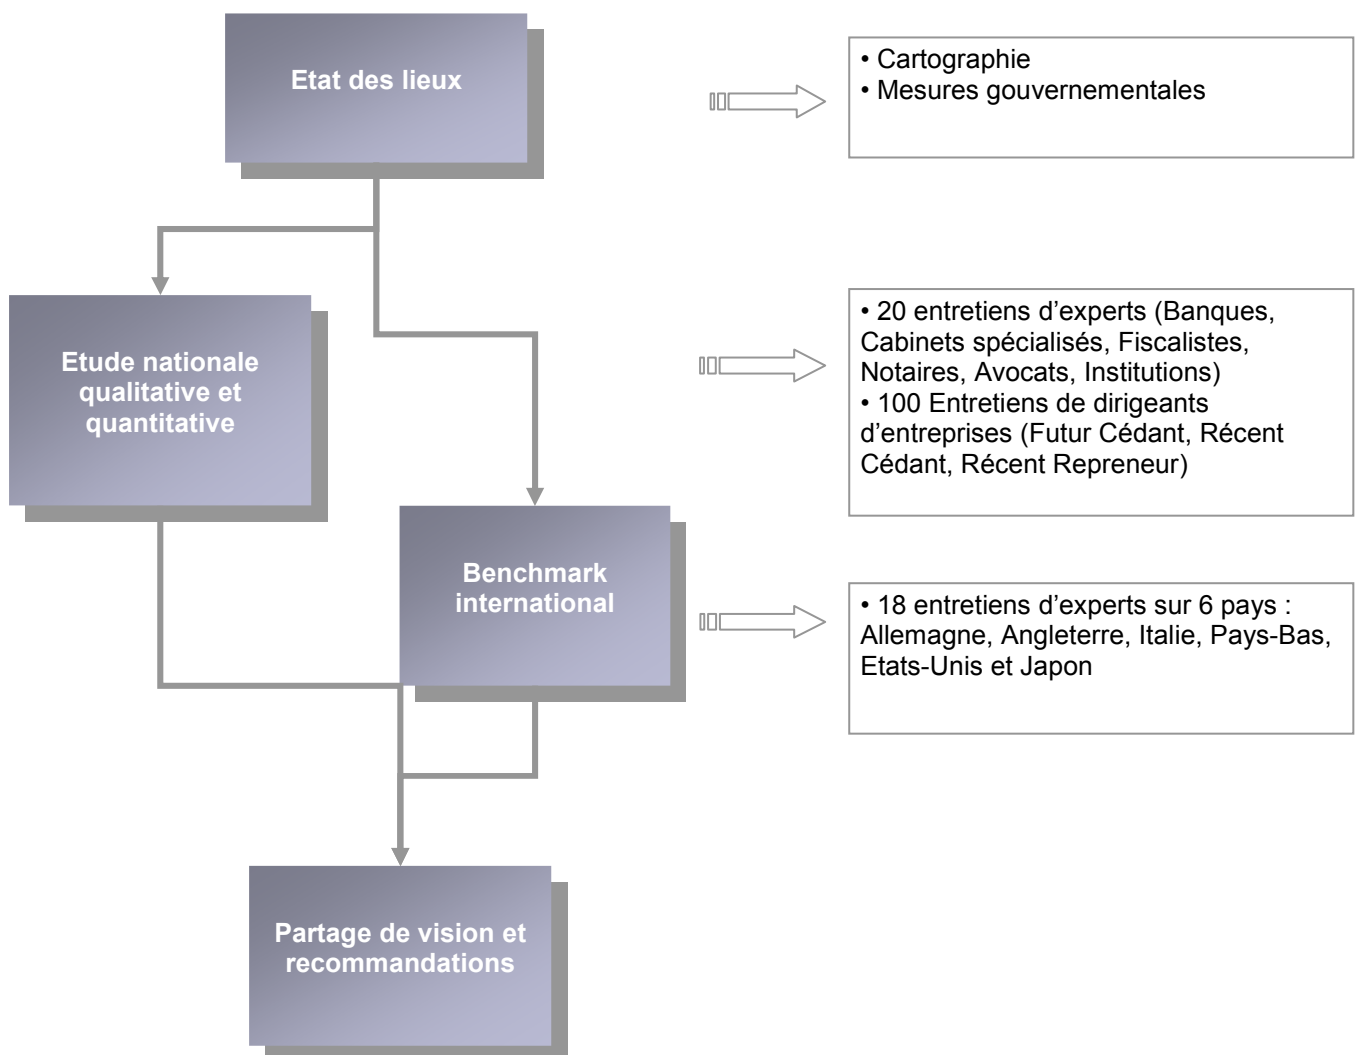 Etat des lieux
• Cartographie
• Mesures gouvernementales
Etude nationale
qualitative et
quantitative
• 20 entretiens d’experts (Banques,
Cabinets spécialisés, Fiscalistes,
Notaires, Avocats, Institutions)
• 100 Entretiens de dirigeants
d’entreprises (Futur Cédant, Récent
Cédant, Récent Repreneur)
Benchmark
international
• 18 entretiens d’experts sur 6 pays :
Allemagne, Angleterre, Italie, Pays-Bas,
Etats-Unis et Japon
Partage de vision et
recommandations